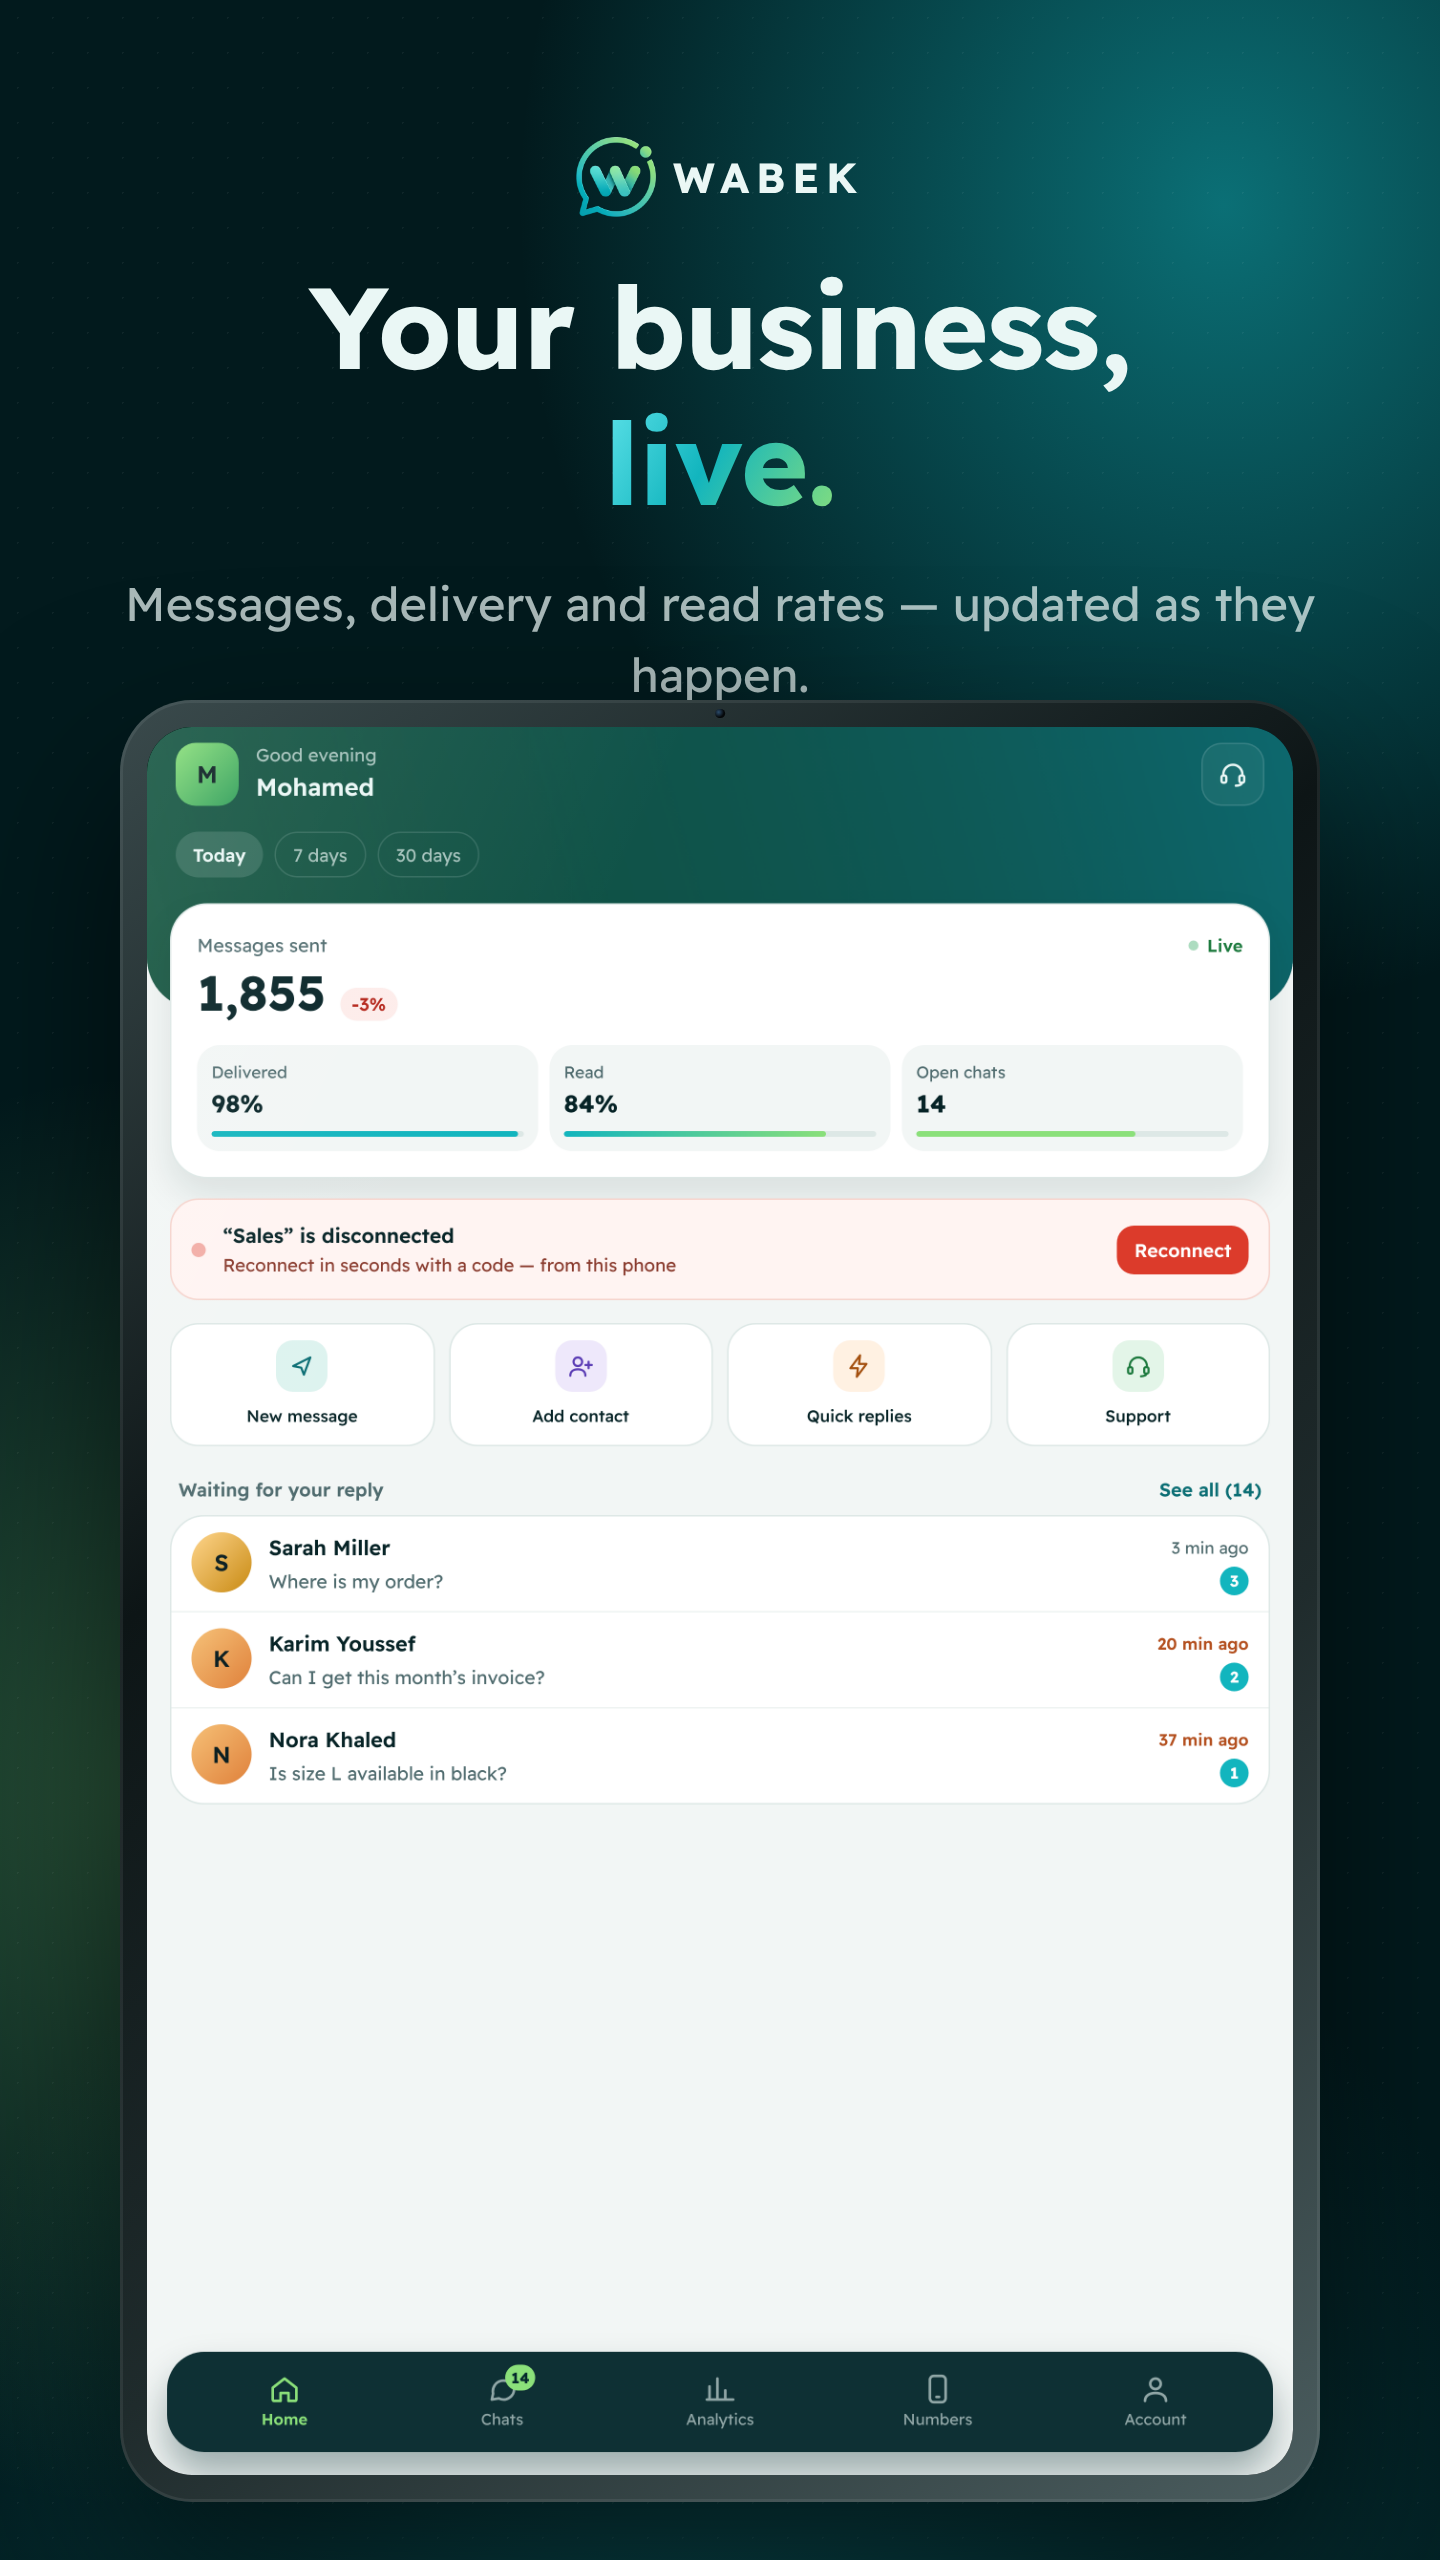 WABEK
Your business,
live.
Messages, delivery and read rates — updated as they
happen.
M
Good evening
Mohamed
Today
7 days
30 days
Messages sent
Live
1,855
-3%
Delivered
98%
Read
84%
Open chats
14
“Sales” is disconnected
Reconnect in seconds with a code — from this phone
Reconnect
New message
Add contact
Quick replies
Support
Waiting for your reply
See all (14)
S
Sarah Miller
3 min ago
Where is my order?
3
K
Karim Youssef
20 min ago
Can I get this month’s invoice?
2
N
Nora Khaled
37 min ago
Is size L available in black?
1
14
Home
Chats
Analytics
Numbers
Account